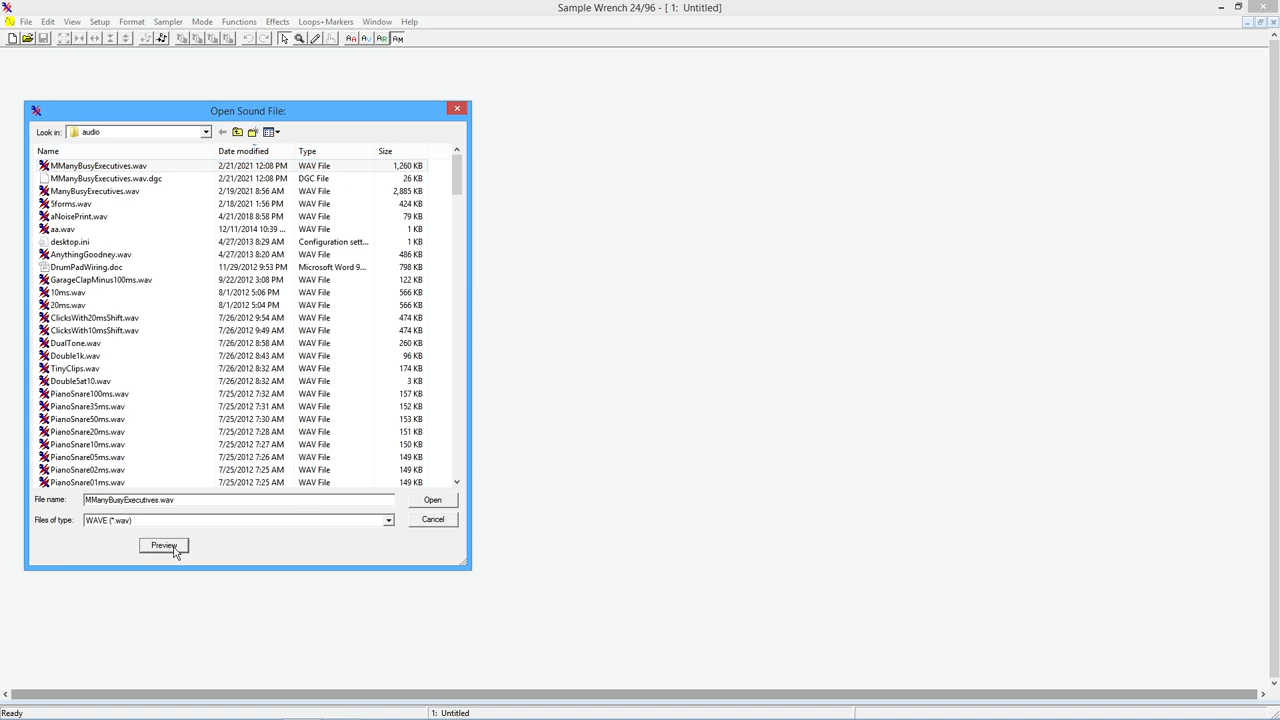 Sample Wrench 24/96 - [ 1: Untitled]
File Edit View Setup Format Sampler Mode Functions Effects Loops+Markers Window Help
AA AV AR AM
Open Sound File:
Look in: audio
Name Date modified Type Size
MManyBusyExecutives.wav 2/21/2021 12:08 PM WAV File 1,260 KB
MManyBusyExecutives.wav.dgc 2/21/2021 12:08 PM DGC File 26 KB
ManyBusyExecutives.wav 2/19/2021 8:56 AM WAV File 2,885 KB
5forms.wav 2/18/2021 1:56 PM WAV File 424 KB
aNoisePrint.wav 4/21/2018 8:58 PM WAV File 79 KB
aa.wav 12/11/2014 10:39 ... WAV File 1 KB
desktop.ini 4/27/2013 8:29 AM Configuration sett... 1 KB
AnythingGoodney.wav 4/27/2013 8:20 AM WAV File 486 KB
DrumPadWiring.doc 11/29/2012 9:53 PM Microsoft Word 9... 798 KB
GarageClapMinus100ms.wav 9/22/2012 3:08 PM WAV File 122 KB
10ms.wav 8/1/2012 5:06 PM WAV File 566 KB
20ms.wav 8/1/2012 5:04 PM WAV File 566 KB
ClicksWith20msShift.wav 7/26/2012 9:54 AM WAV File 474 KB
ClicksWith10msShift.wav 7/26/2012 9:49 AM WAV File 474 KB
DualTone.wav 7/26/2012 8:58 AM WAV File 260 KB
Double1k.wav 7/26/2012 8:43 AM WAV File 96 KB
TinyClips.wav 7/26/2012 8:32 AM WAV File 174 KB
Double5at10.wav 7/26/2012 8:32 AM WAV File 3 KB
PianoSnare100ms.wav 7/25/2012 7:32 AM WAV File 157 KB
PianoSnare35ms.wav 7/25/2012 7:31 AM WAV File 152 KB
PianoSnare50ms.wav 7/25/2012 7:30 AM WAV File 153 KB
PianoSnare20ms.wav 7/25/2012 7:28 AM WAV File 151 KB
PianoSnare10ms.wav 7/25/2012 7:27 AM WAV File 150 KB
PianoSnare05ms.wav 7/25/2012 7:26 AM WAV File 149 KB
PianoSnare02ms.wav 7/25/2012 7:25 AM WAV File 149 KB
PianoSnare01ms.wav 7/25/2012 7:25 AM WAV File 149 KB
File name: MManyBusyExecutives.wav Open
Files of type: WAVE (*.wav) Cancel
Preview
Ready 1: Untitled